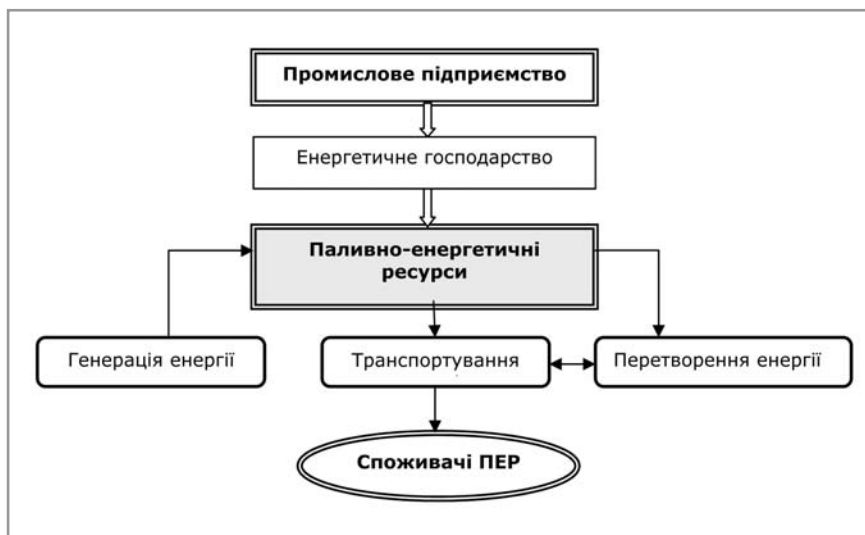 Промислове підприємство
Енергетичне господарство
Паливно-енергетичні
ресурси
Генерація енергії
Транспортування
Перетворення енергії
Споживачі ПЕР